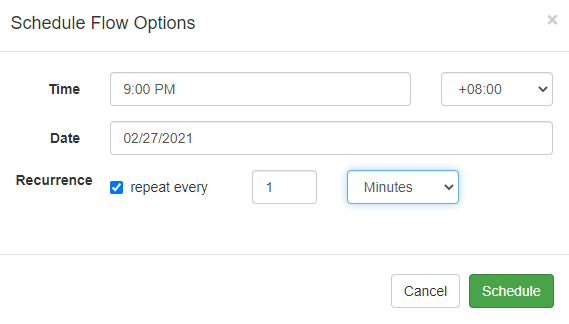 Schedule Flow Options ×
Time 9:00 PM +08:00
Date 02/27/2021
Recurrence repeat every 1 Minutes
Cancel Schedule